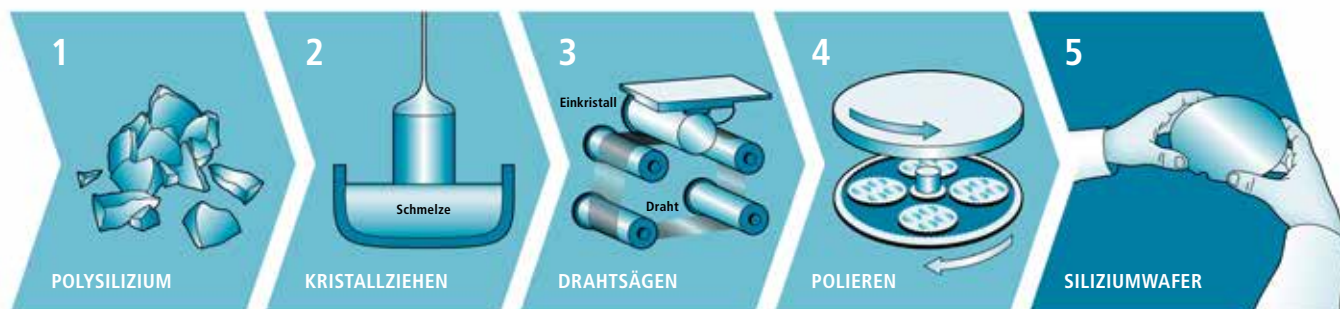 1
POLYSILIZIUM
2
Schmelze
KRISTALLZIEHEN
3
Einkristall
Draht
DRAHTSÄGEN
4
POLIEREN
5
SILIZIUMWAFER